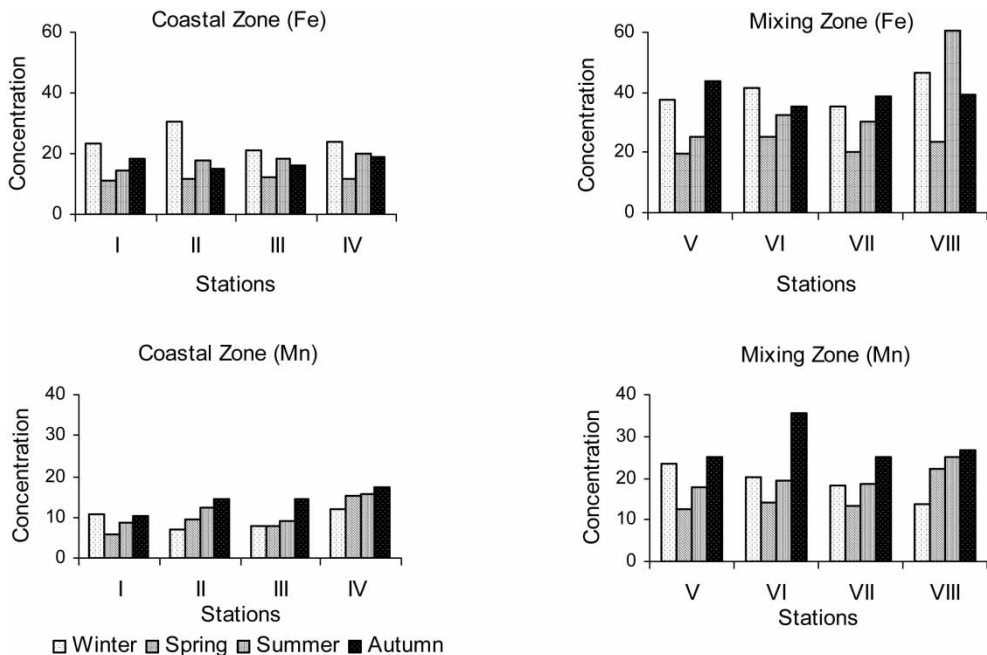 Coastal Zone (Fe)
60
40
20
0
Concentration
I II III IV
Stations
Mixing Zone (Fe)
60
40
20
0
Concentration
V VI VII VIII
Stations
Coastal Zone (Mn)
40
30
20
10
0
Concentration
I II III IV
Stations
Winter Spring Summer Autumn
Mixing Zone (Mn)
40
30
20
10
0
Concentration
V VI VII VIII
Stations